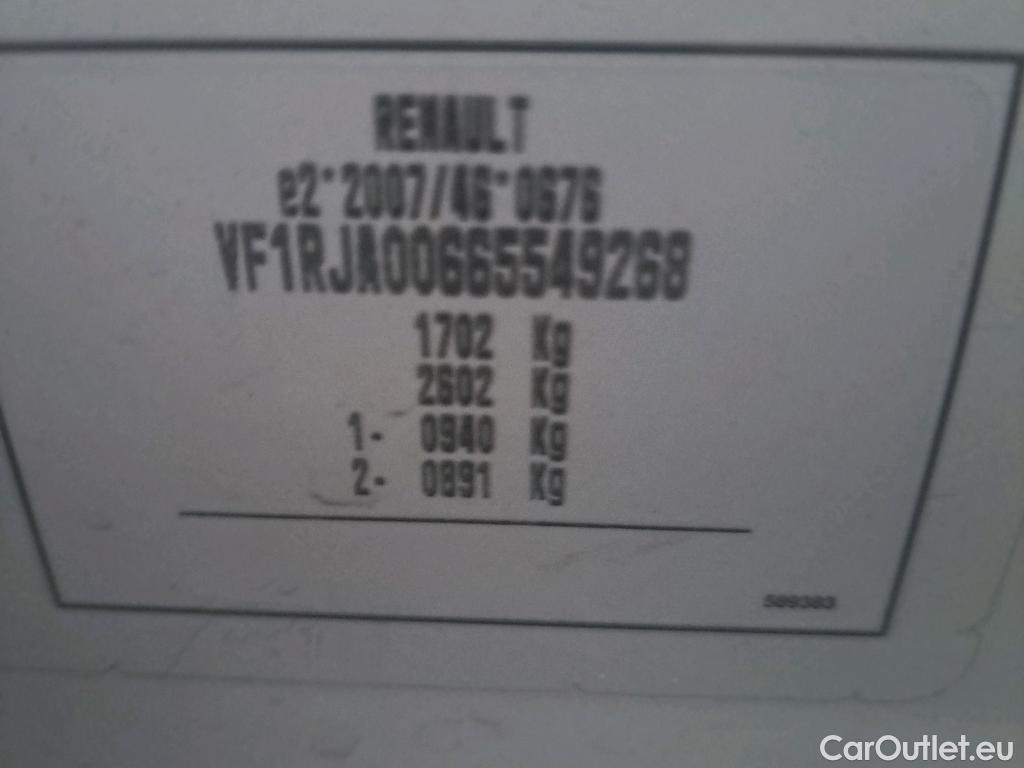 RENAULT
e2*2007/46*0676
VF1RJA00665549268
1702 Kg
2602 Kg
1- 0940 Kg
2- 0891 Kg
589383
CarOutlet.eu